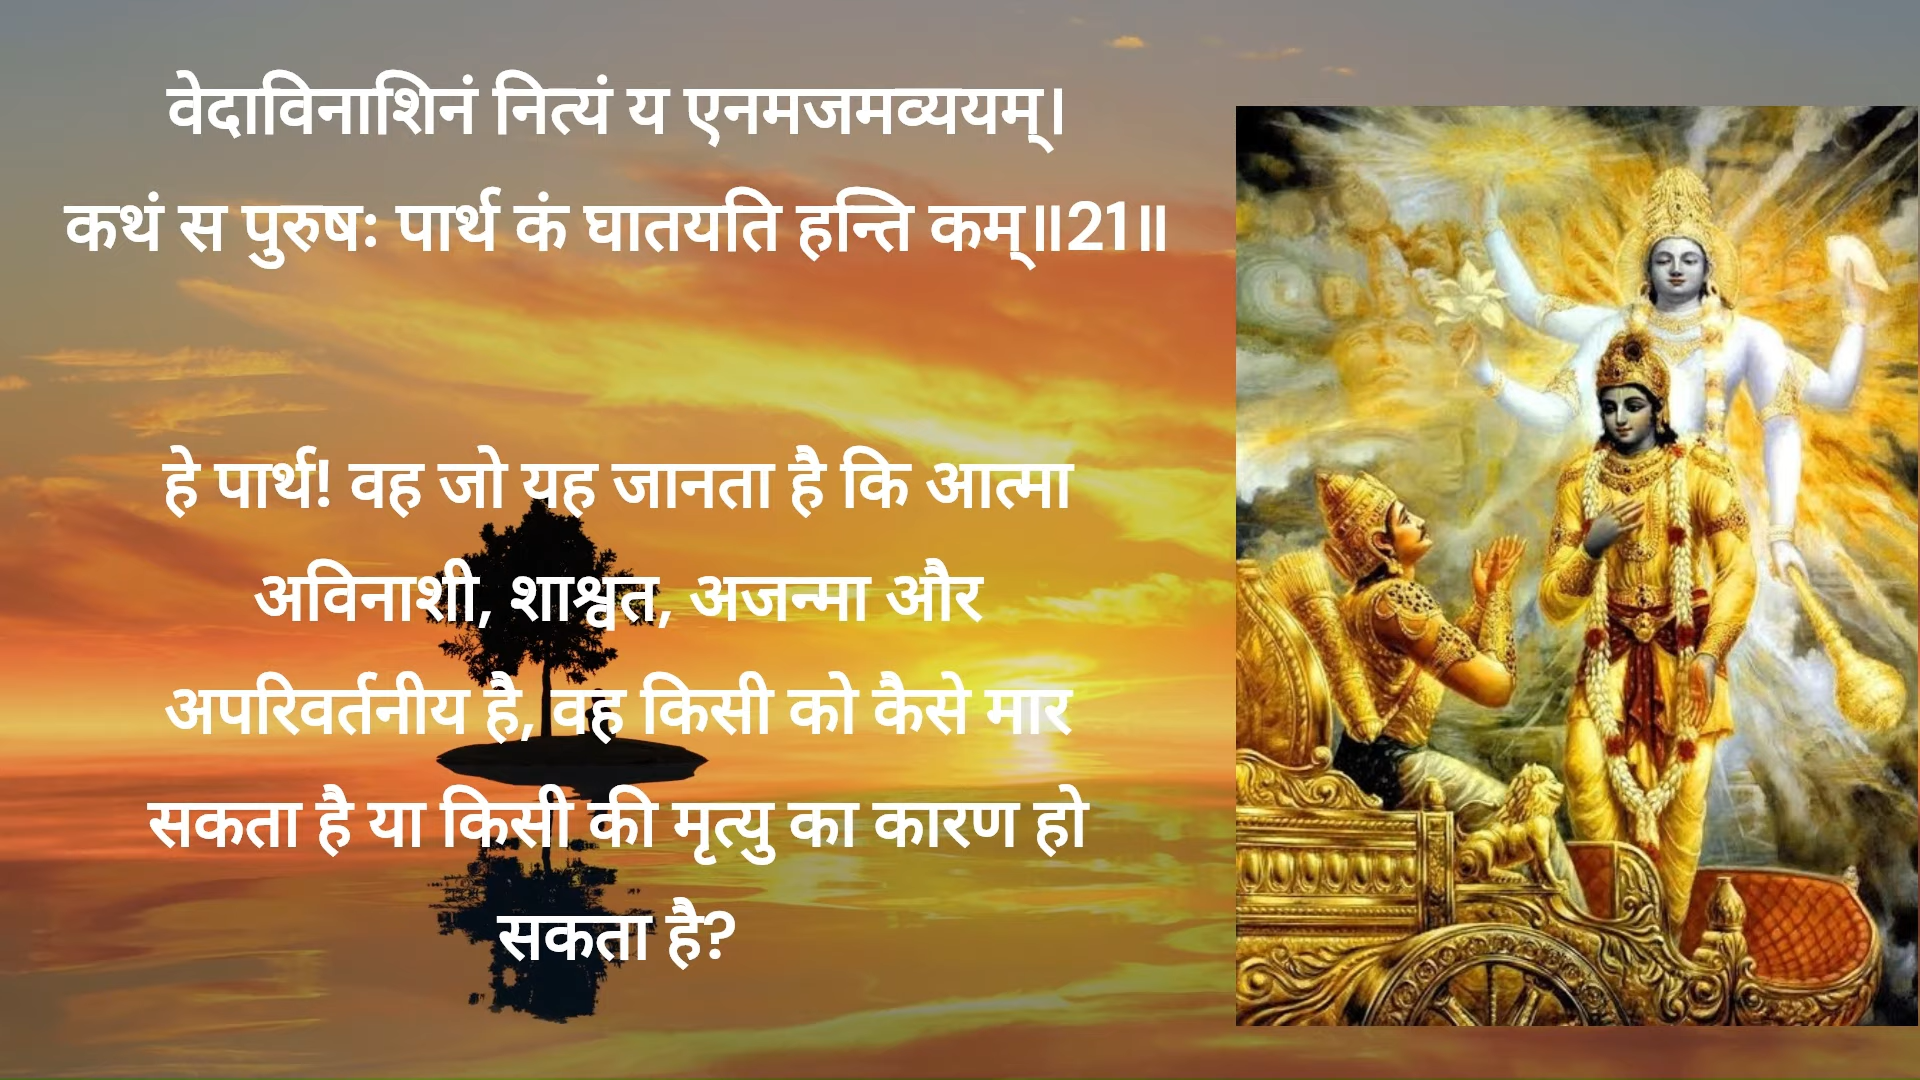 वेदाविनाशिनं नित्यं य एनमजमव्ययम्।
कथं स पुरुषः पार्थ कं घातयति हन्ति कम्॥21॥
हे पार्थ! वह जो यह जानता है कि आत्मा
अविनाशी, शाश्वत, अजन्मा और
अपरिवर्तनीय है, वह किसी को कैसे मार
सकता है या किसी की मृत्यु का कारण हो
सकता है?